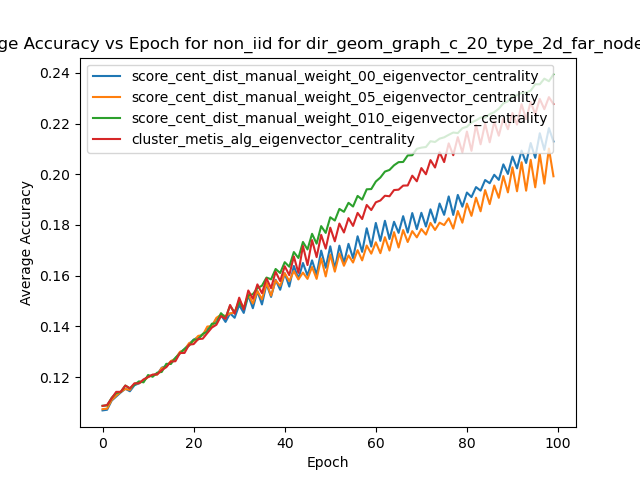 ge Accuracy vs Epoch for non_iid for dir_geom_graph_c_20_type_2d_far_node
score_cent_dist_manual_weight_00_eigenvector_centrality
score_cent_dist_manual_weight_05_eigenvector_centrality
score_cent_dist_manual_weight_010_eigenvector_centrality
cluster_metis_alg_eigenvector_centrality
0.24
0.22
0.20
0.18
0.16
0.14
0.12
Average Accuracy
0 20 40 60 80 100
Epoch